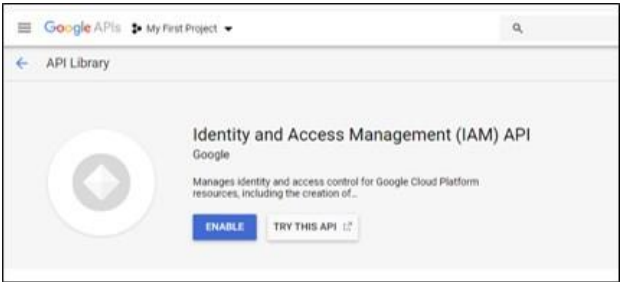 Google APIs My First Project
API Library
Identity and Access Management (IAM) API
Google
Manages identity and access control for Google Cloud Platform
resources, including the creation of...
ENABLE TRY THIS API